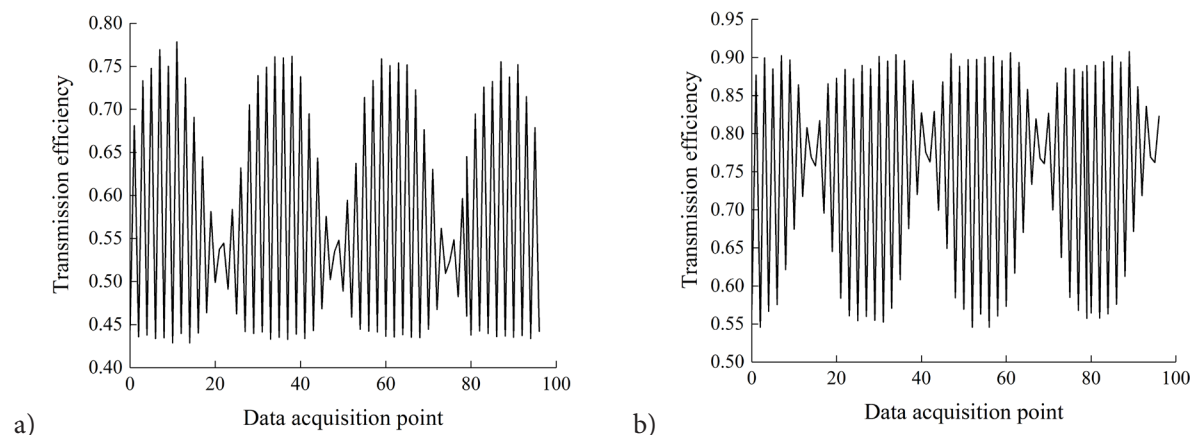 0.80
0.75
0.70
0.65
0.60
0.55
0.50
0.45
0.40
Transmission efficiency
0 20 40 60 80 100
Data acquisition point
a)
0.95
0.90
0.85
0.80
0.75
0.70
0.65
0.60
0.55
0.50
Transmission efficiency
0 20 40 60 80 100
Data acquisition point
b)